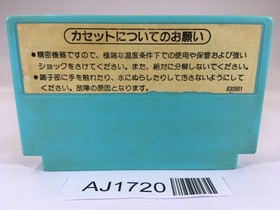 カセットについてのお願い
●精密機器ですので、極端な温度条件下での使用や保管および強い
ショックをさけてください。また、絶対に分解しないでください。
●端子部に手を触れたり、水にぬらしたりして汚さないようにして
ください。故障の原因となります。
830901
AJ1720